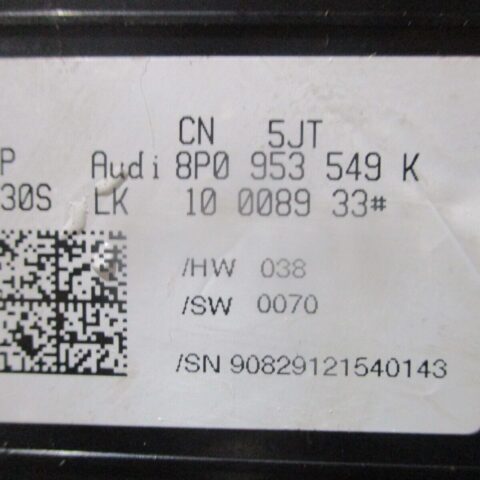 CN 5JT
P Audi 8P0 953 549 K
30S LK 10 0089 33#
/HW 038
/SW 0070
/SN 90829121540143